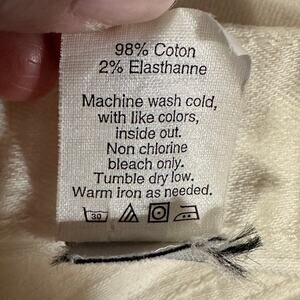 98% Coton
2% Elasthanne
Machine wash cold,
with like colors,
inside out.
Non chlorine
bleach only.
Tumble dry low.
Warm iron as needed.
30